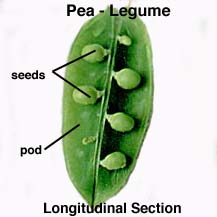 Pea - Legume
seeds
pod
Longitudinal Section